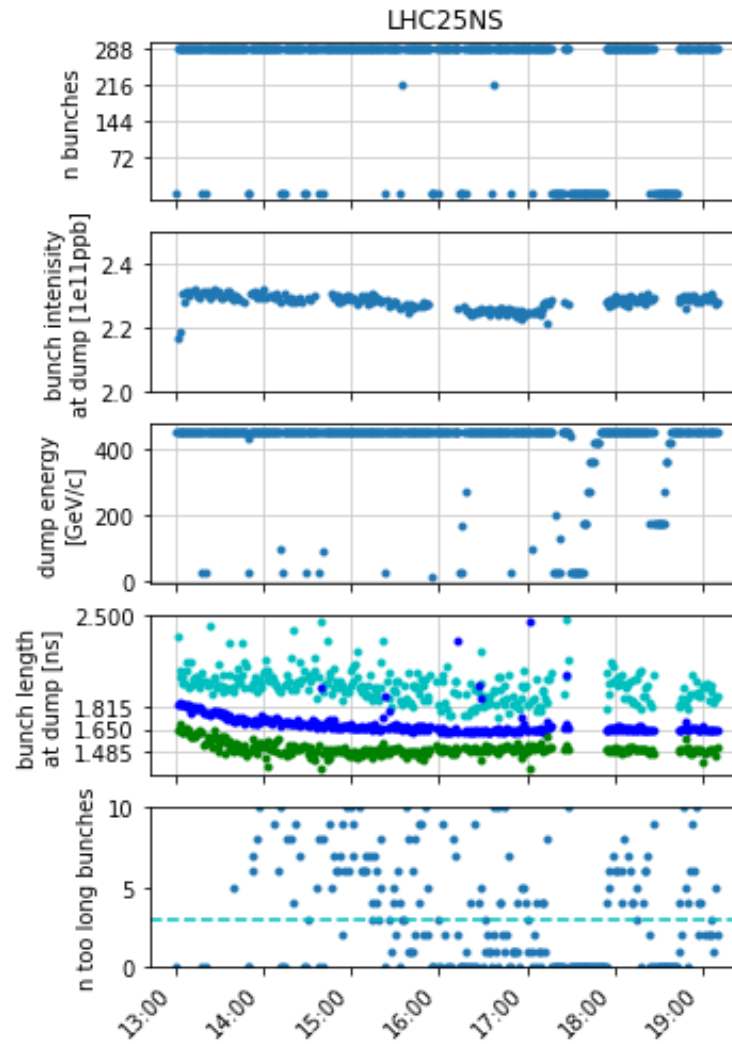 LHC25NS
288
216
144
72
n bunches
2.4
2.2
2.0
bunch intenisity
at dump [1e11ppb]
400
200
0
dump energy
[GeV/c]
2.500
1.815
1.650
1.485
bunch length
at dump [ns]
10
5
0
n too long bunches
13:00
14:00
15:00
16:00
17:00
18:00
19:00